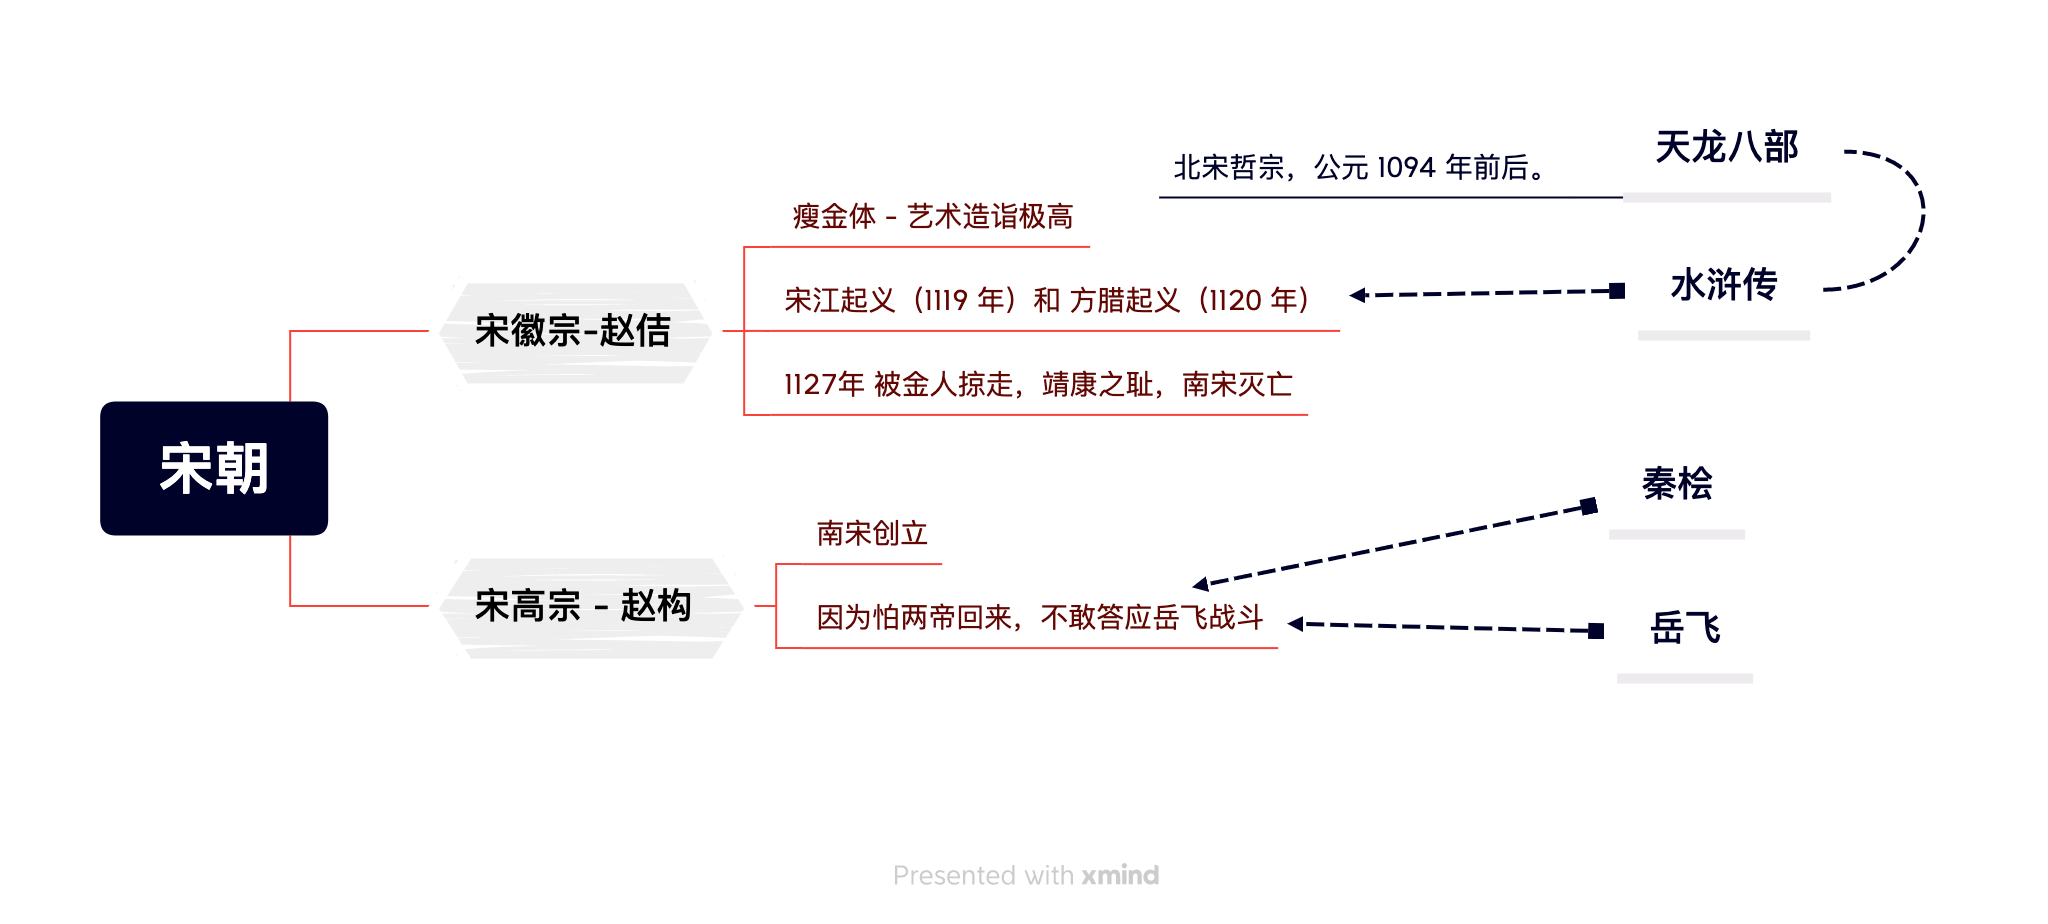 宋朝
宋徽宗-赵佶
瘦金体 - 艺术造诣极高
宋江起义（1119 年）和 方腊起义（1120 年）
1127年 被金人掠走，靖康之耻，南宋灭亡
宋高宗 - 赵构
南宋创立
因为怕两帝回来，不敢答应岳飞战斗
天龙八部
北宋哲宗，公元 1094 年前后。
水浒传
秦桧
岳飞
Presented with xmind